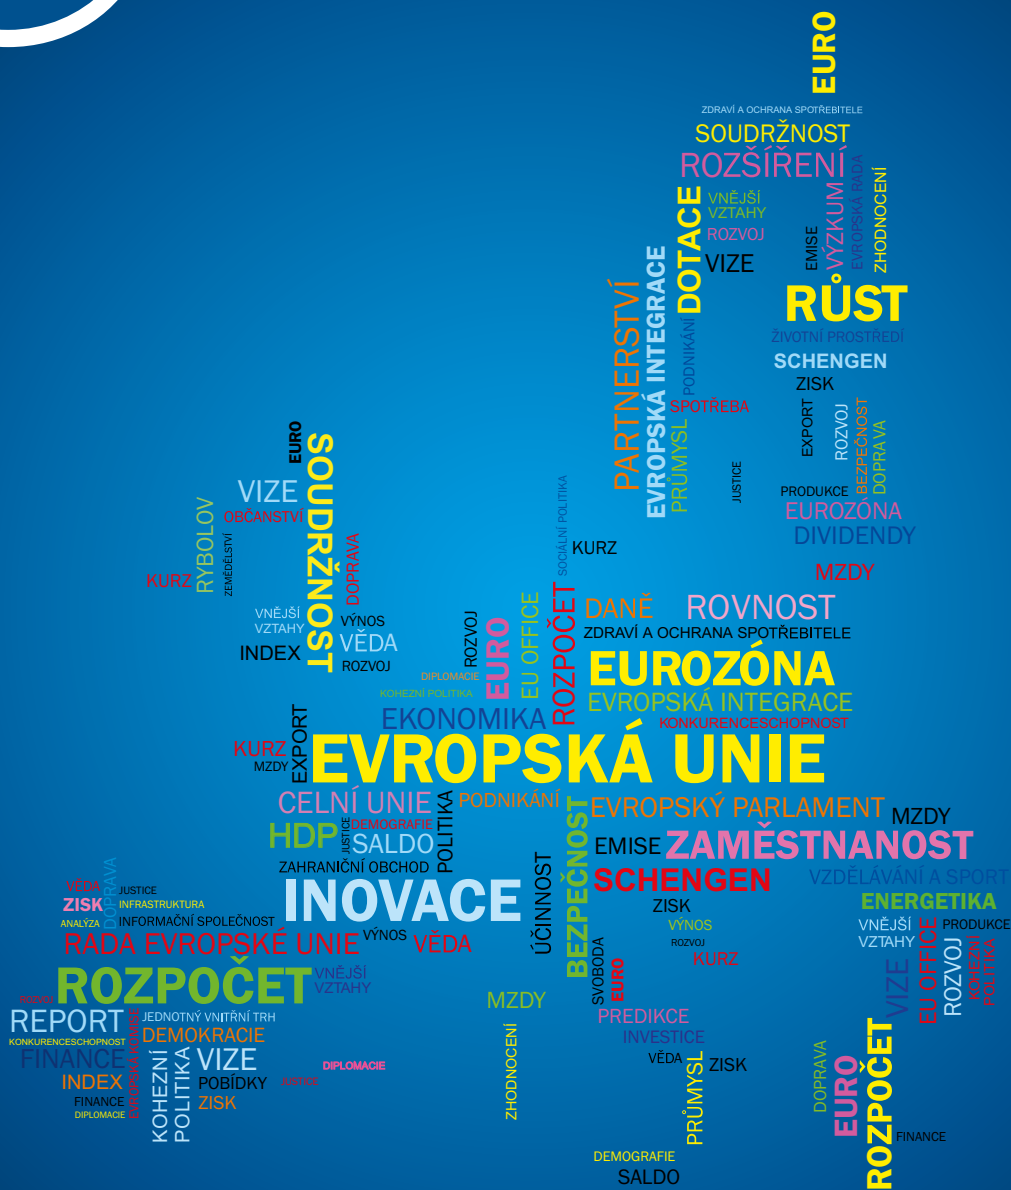 EURO
ZDRAVÍ A OCHRANA SPOTŘEBITELE
SOUDRŽNOST
ROZŠÍŘENÍ
DOTACE
VNĚJŠÍ
VZTAHY
ROZVOJ
VIZE
EMISE
VÝZKUM
EVROPSKÁ RADA
ZHODNOCENÍ
PARTNERSTVÍ
EVROPSKÁ INTEGRACE
PODNIKÁNÍ
RŮST
ŽIVOTNÍ PROSTŘEDÍ
SCHENGEN
ZISK
SPOTŘEBA
PRŮMYSL
EXPORT
ROZVOJ
BEZPEČNOST
DOPRAVA
JUSTICE
PRODUKCE
EUROZÓNA
DIVIDENDY
MZDY
EURO
SOUDRŽNOST
VIZE
OBČANSTVÍ
RYBOLOV
ZEMĚDĚLSTVÍ
KURZ
DOPRAVA
VNĚJŠÍ
VZTAHY
VÝNOS
VĚDA
INDEX
ROZVOJ
SOCIÁLNÍ POLITIKA
KURZ
ROZPOČET
DANĚ
ROVNOST
ZDRAVÍ A OCHRANA SPOTŘEBITELE
ROZVOJ
EURO
EU OFFICE
EUROZÓNA
DIPLOMACIE
KOHEZNÍ POLITIKA
EVROPSKÁ INTEGRACE
EKONOMIKA
KONKURENCESCHOPNOST
KURZ
MZDY
EXPORT
EVROPSKÁ UNIE
CELNÍ UNIE
POLITIKA
PODNIKÁNÍ
BEZPEČNOST
EVROPSKÝ PARLAMENT
MZDY
HDP
JUSTICE
DEMOGRAFIE
SALDO
EMISE
ZAMĚSTNANOST
ZAHRANIČNÍ OBCHOD
ÚČINNOST
SCHENGEN
VZDĚLÁVÁNÍ A SPORT
INOVACE
VĚDA
DOPRAVA
JUSTICE
ZISK
INFRASTRUKTURA
ANALÝZA
INFORMAČNÍ SPOLEČNOST
ZISK
ENERGETIKA
VÝNOS
VNĚJŠÍ
VZTAHY
EU OFFICE
PRODUKCE
RADA EVROPSKÉ UNIE
VÝNOS
VĚDA
ROZVOJ
KURZ
SVOBODA
EURO
VIZE
ROZVOJ
KOHEZNÍ
POLITIKA
ROZPOČET
VNĚJŠÍ
VZTAHY
ROZVOJ
MZDY
REPORT
JEDNOTNÝ VNITŘNÍ TRH
PREDIKCE
DEMOKRACIE
INVESTICE
KONKURENCESCHOPNOST
FINANCE
EVROPSKÁ KOMISE
KOHEZNÍ
POLITIKA
VIZE
DIPLOMACIE
ZHODNOCENÍ
VĚDA
PRŮMYSL
ZISK
DOPRAVA
EURO
ROZPOČET
INDEX
POBÍDKY
JUSTICE
FINANCE
ZISK
DIPLOMACIE
FINANCE
DEMOGRAFIE
SALDO